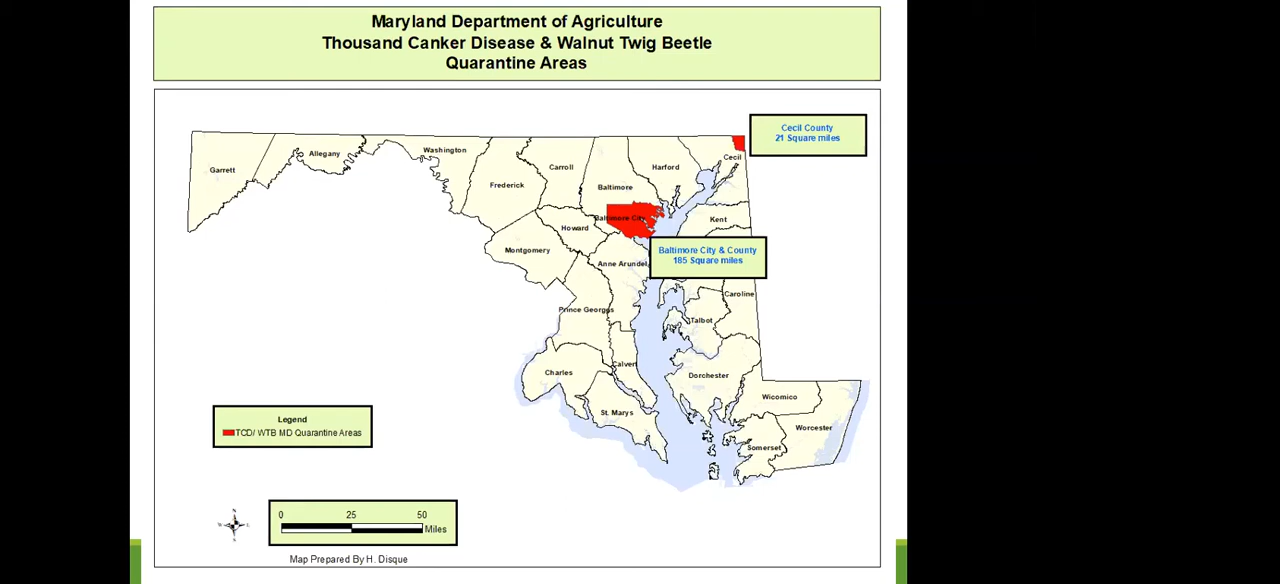 Maryland Department of Agriculture
Thousand Canker Disease & Walnut Twig Beetle
Quarantine Areas
Cecil County
21 Square miles
Garrett
Allegany
Washington
Frederick
Carroll
Baltimore
Harford
Cecil
Baltimore City
Howard
Kent
Montgomery
Anne Arundel
Baltimore City & County
185 Square miles
Prince Georges
Caroline
Talbot
Calvert
Charles
Dorchester
St. Marys
Wicomico
Worcester
Somerset
Legend
TCD/ WTB MD Quarantine Areas
N
W
S
0 25 50
Miles
Map Prepared By H. Disque